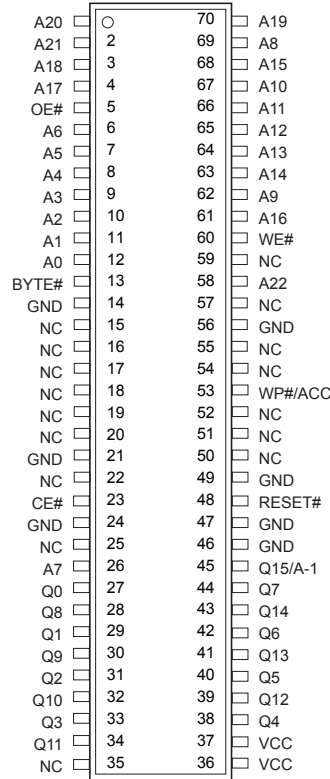 A20 70 A19
A21 2 69 A8
A18 3 68 A15
A17 4 67 A10
OE# 5 66 A11
A6 6 65 A12
A5 7 64 A13
A4 8 63 A14
A3 9 62 A9
A2 10 61 A16
A1 11 60 WE#
A0 12 59 NC
BYTE# 13 58 A22
GND 14 57 NC
NC 15 56 GND
NC 16 55 NC
NC 17 54 NC
NC 18 53 WP#/ACC
NC 19 52 NC
NC 20 51 NC
GND 21 50 NC
NC 22 49 GND
CE# 23 48 RESET#
GND 24 47 GND
NC 25 46 GND
A7 26 45 Q15/A-1
Q0 27 44 Q7
Q8 28 43 Q14
Q1 29 42 Q6
Q9 30 41 Q13
Q2 31 40 Q5
Q10 32 39 Q12
Q3 33 38 Q4
Q11 34 37 VCC
NC 35 36 VCC